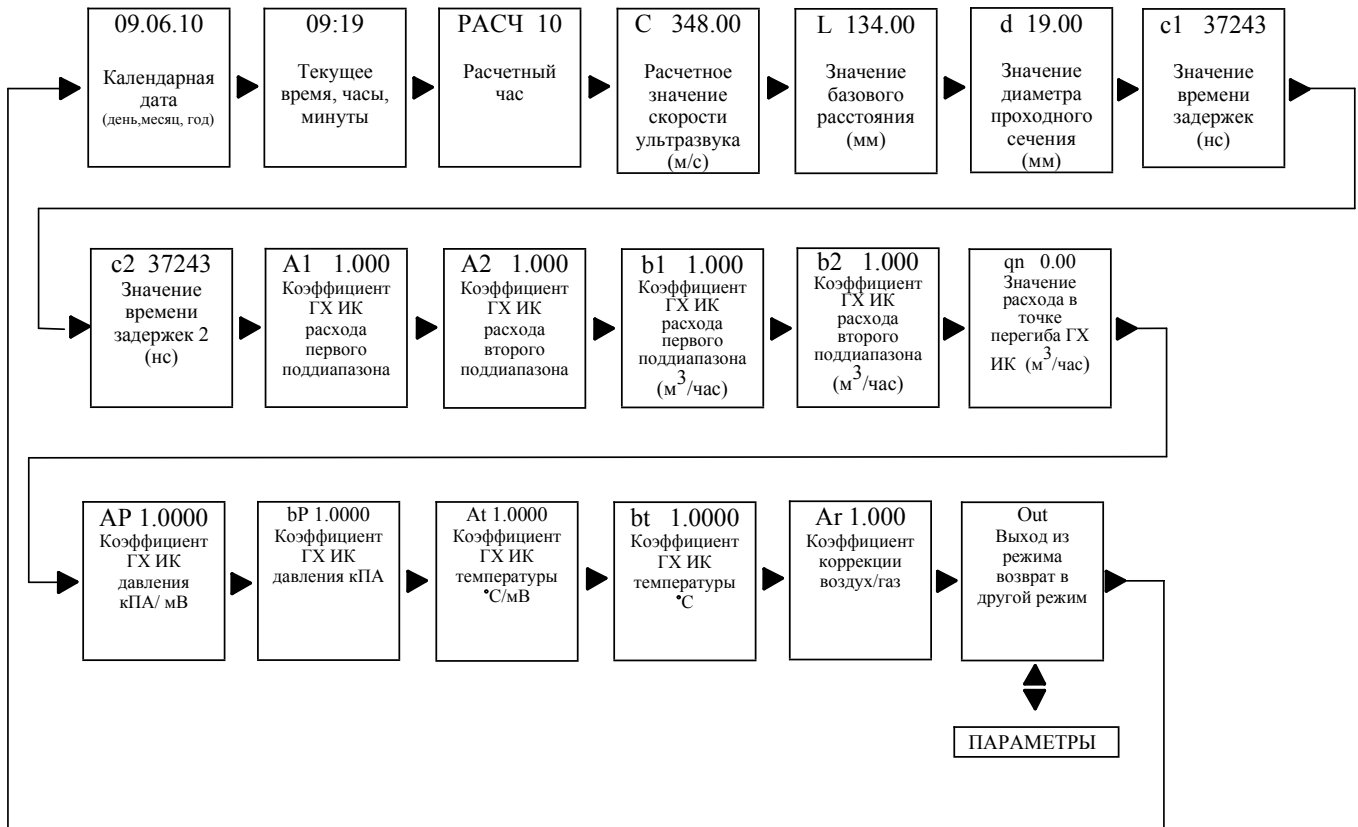 09.06.10
Календарная
дата
(день,месяц, год)
09:19
Текущее
время, часы,
минуты
РАСЧ 10
Расчетный
час
C 348.00
Расчетное
значение
скорости
ультразвука
(м/с)
L 134.00
Значение
базового
расстояния
(мм)
d 19.00
Значение
диаметра
проходного
сечения
(мм)
c1 37243
Значение
времени
задержек
(нс)
c2 37243
Значение
времени
задержек 2
(нс)
A1 1.000
Коэффициент
ГХ ИК
расхода
первого
поддиапазона
A2 1.000
Коэффициент
ГХ ИК
расхода
второго
поддиапазона
b1 1.000
Коэффициент
ГХ ИК
расхода
первого
поддиапазона
(м³/час)
b2 1.000
Коэффициент
ГХ ИК
расхода
второго
поддиапазона
(м³/час)
qn 0.00
Значение
расхода в
точке
перегиба ГХ
ИК (м³/час)
AP 1.0000
Коэффициент
ГХ ИК
давления
кПА/ мВ
bP 1.0000
Коэффициент
ГХ ИК
давления кПА
At 1.0000
Коэффициент
ГХ ИК
температуры
°С/мВ
bt 1.0000
Коэффициент
ГХ ИК
температуры
°С
Ar 1.000
Коэффициент
коррекции
воздух/газ
Out
Выход из
режима
возврат в
другой режим
ПАРАМЕТРЫ